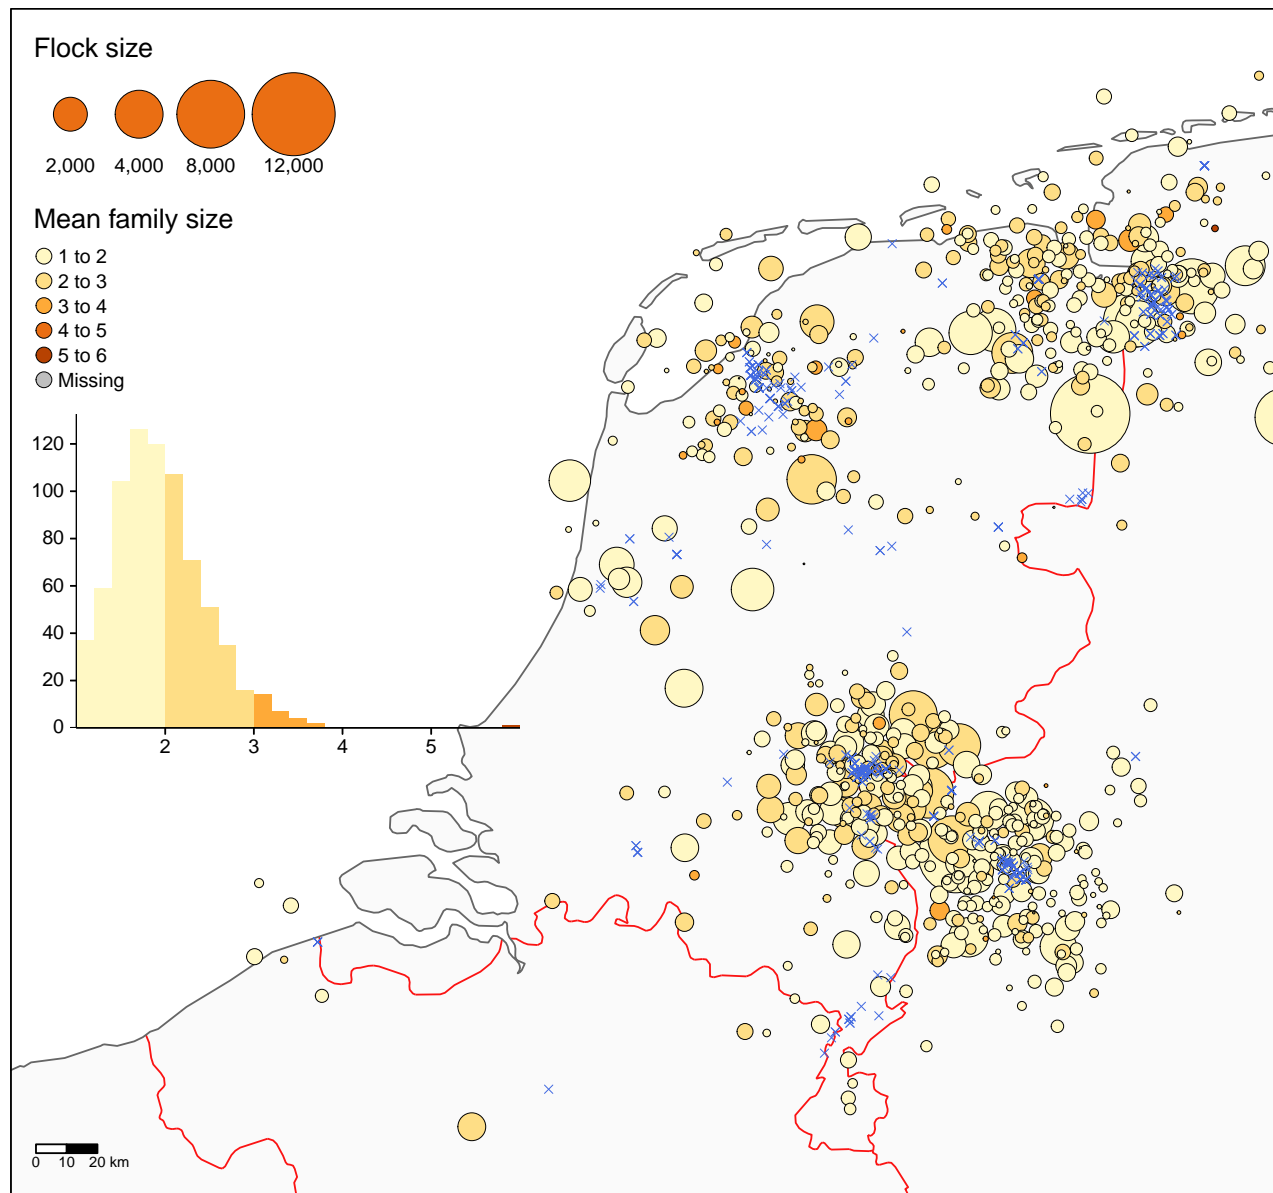 Flock size
2,000 4,000 8,000 12,000
Mean family size
1 to 2
2 to 3
3 to 4
4 to 5
5 to 6
Missing
120
100
80
60
40
20
0
2 3 4 5
0 10 20 km